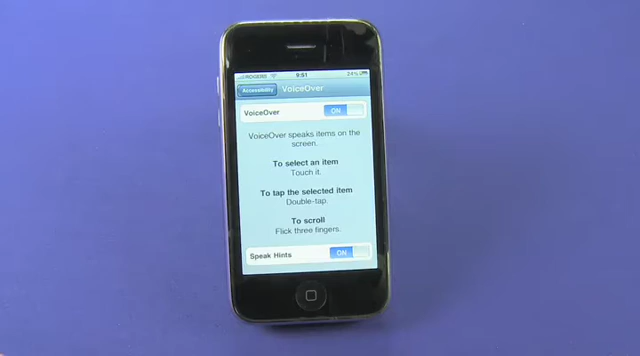 ROGERS 9:51 24%
Accessibility VoiceOver
VoiceOver ON
VoiceOver speaks items on the
screen.
To select an item
Touch it.
To tap the selected item
Double-tap.
To scroll
Flick three fingers.
Speak Hints ON